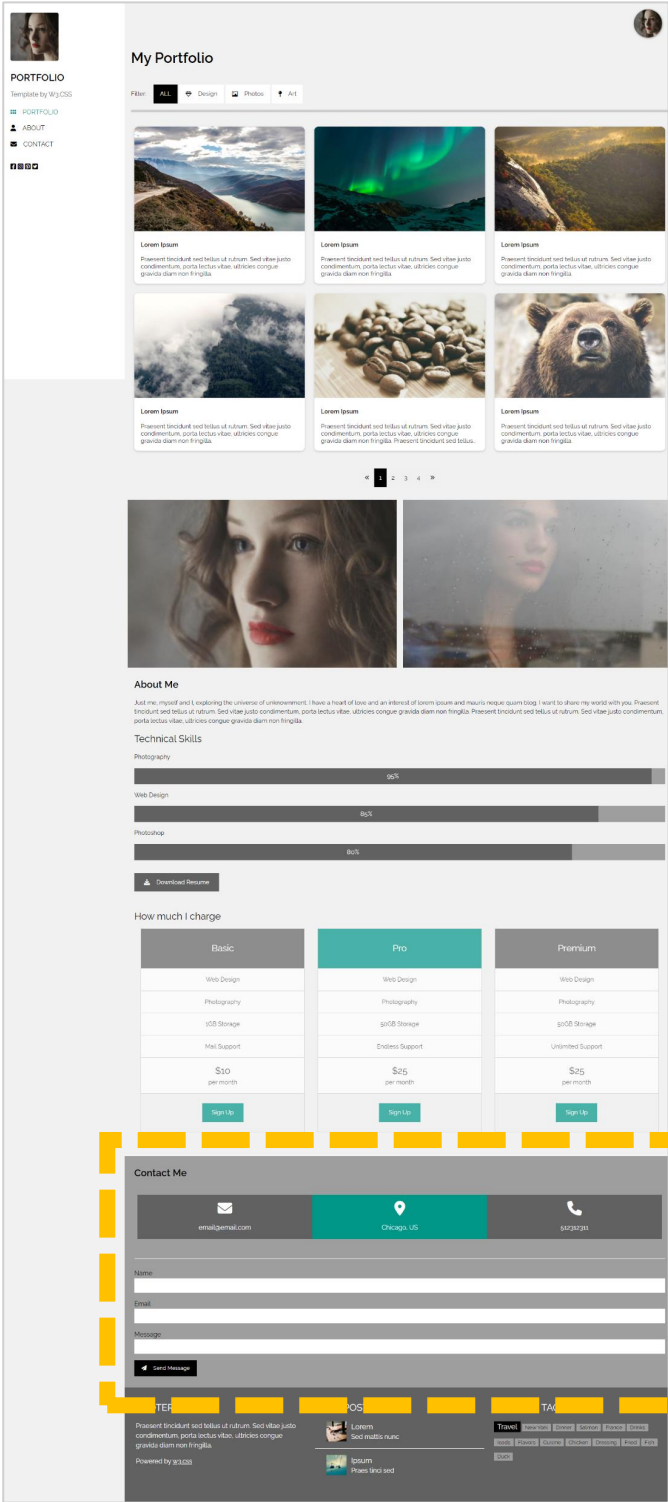 PORTFOLIO
Template by W3.CSS
PORTFOLIO
ABOUT
CONTACT
My Portfolio
Filter:
ALL
Design
Photos
Art
Lorem Ipsum
Praesent tincidunt sed tellus ut rutrum. Sed vitae justo
condimentum, porta lectus vitae, ultricies congue
gravida diam non fringilla.
Lorem Ipsum
Praesent tincidunt sed tellus ut rutrum. Sed vitae justo
condimentum, porta lectus vitae, ultricies congue
gravida diam non fringilla.
Lorem Ipsum
Praesent tincidunt sed tellus ut rutrum. Sed vitae justo
condimentum, porta lectus vitae, ultricies congue
gravida diam non fringilla.
Lorem Ipsum
Praesent tincidunt sed tellus ut rutrum. Sed vitae justo
condimentum, porta lectus vitae, ultricies congue
gravida diam non fringilla.
Lorem Ipsum
Praesent tincidunt sed tellus ut rutrum. Sed vitae justo
condimentum, porta lectus vitae, ultricies congue
gravida diam non fringilla. Praesent tincidunt sed tellus.
Lorem Ipsum
Praesent tincidunt sed tellus ut rutrum. Sed vitae justo
condimentum, porta lectus vitae, ultricies congue
gravida diam non fringilla.
« 1 2 3 4 »
About Me
Just me, myself and I, exploring the universe of unknownment. I have a heart of love and an interest of lorem ipsum and mauris neque quam blog. I want to share my world with you. Praesent
tincidunt sed tellus ut rutrum. Sed vitae justo condimentum, porta lectus vitae, ultricies congue gravida diam non fringilla. Praesent tincidunt sed tellus ut rutrum. Sed vitae justo condimentum,
porta lectus vitae, ultricies congue gravida diam non fringilla.
Technical Skills
Photography
95%
Web Design
85%
Photoshop
80%
Download Resume
How much I charge
Basic
Web Design
Photography
1GB Storage
Mail Support
$10
per month
Sign Up
Pro
Web Design
Photography
50GB Storage
Endless Support
$25
per month
Sign Up
Premium
Web Design
Photography
50GB Storage
Unlimited Support
$25
per month
Sign Up
Contact Me
email@email.com
Chicago, US
512312311
Name
Email
Message
Send Message
Praesent tincidunt sed tellus ut rutrum. Sed vitae justo
condimentum, porta lectus vitae, ultricies congue
gravida diam non fringilla.
Powered by w3.css
Lorem
Sed mattis nunc
Ipsum
Praes tinci sed
Travel New York Dinner Salmon France Drinks
Flavors Cuisine Chicken Dressing Fried Fish
Duck